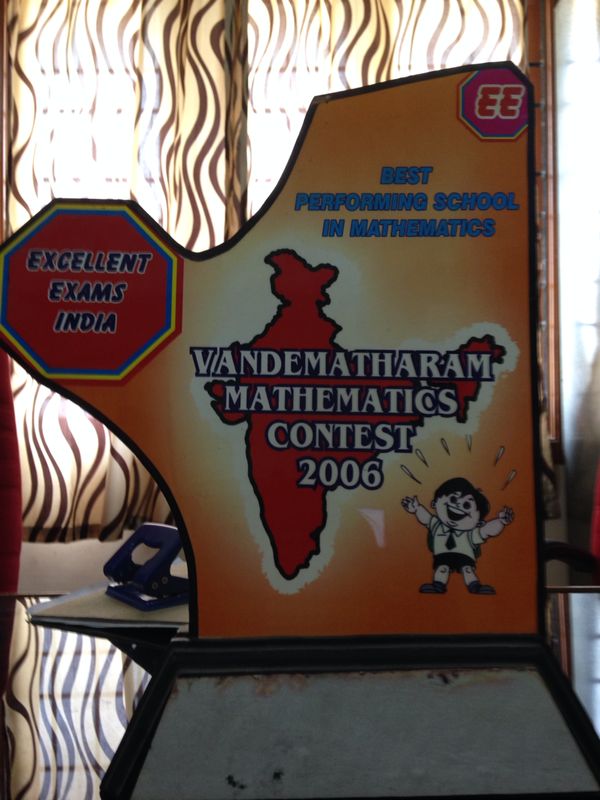 EE
BEST
PERFORMING SCHOOL
IN MATHEMATICS
EXCELLENT
EXAMS
INDIA
VANDEMATHARAM
MATHEMATICS
CONTEST
2006